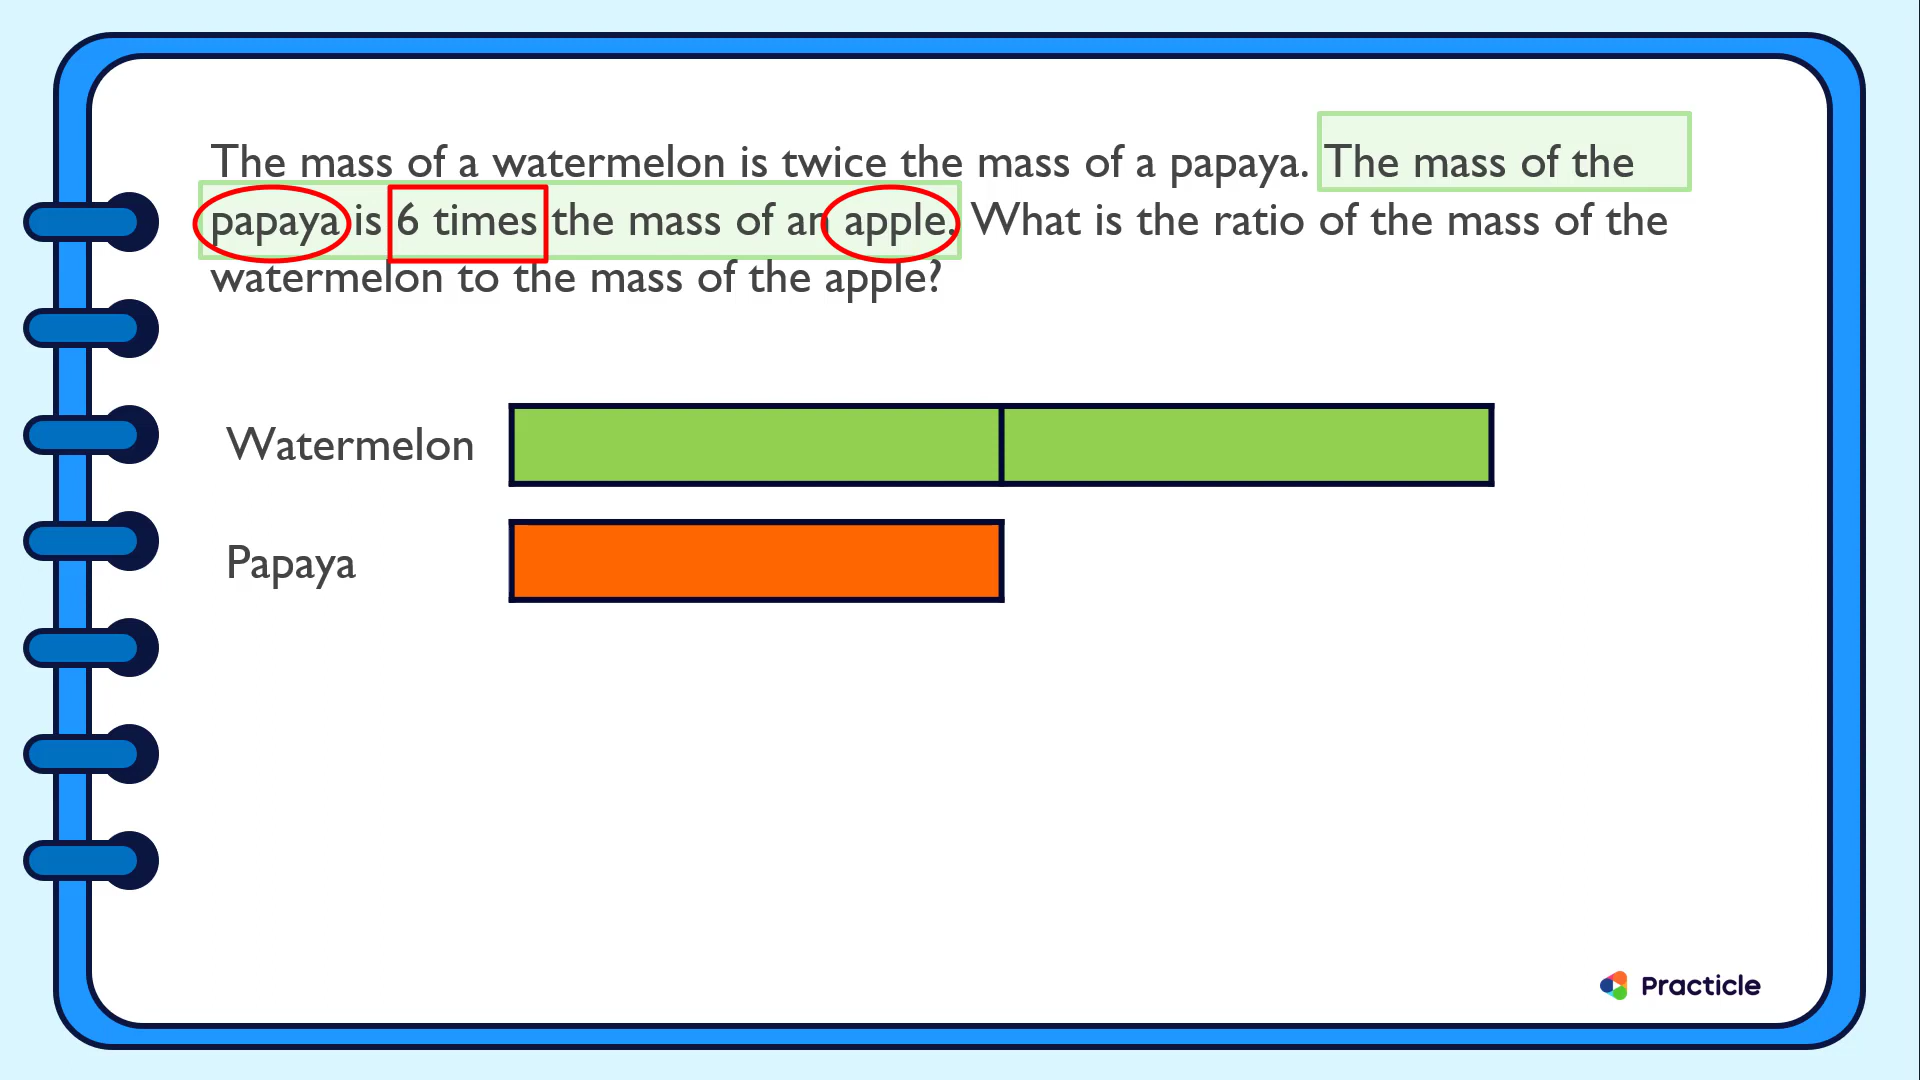 The mass of a watermelon is twice the mass of a papaya. The mass of the
papaya is 6 times the mass of an apple. What is the ratio of the mass of the
watermelon to the mass of the apple?
Watermelon
Papaya
Practicle